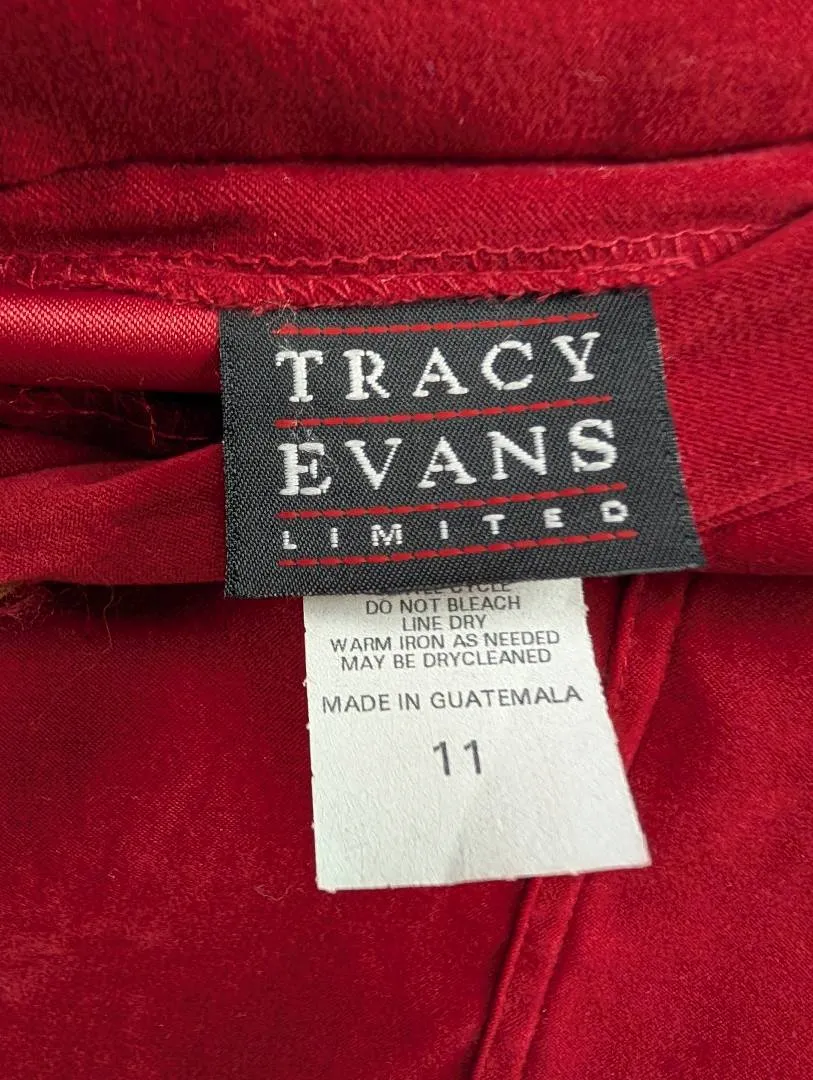 TRACY
EVANS
LIMITED
CYCLE
DO NOT BLEACH
LINE DRY
WARM IRON AS NEEDED
MAY BE DRYCLEANED
MADE IN GUATEMALA
11